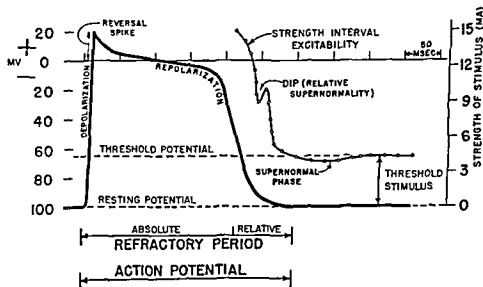 REVERSAL
SPIKE
20
+
MV
0
—
20
40
60
80
100
DEPOLARIZATION
REPOLARIZATION
STRENGTH INTERVAL
EXCITABILITY
DIP (RELATIVE
SUPERNORMALITY)
50
MSEC
15
12
9
6
3
0
STRENGTH OF STIMULUS (MA)
THRESHOLD POTENTIAL
SUPERNORMAL
PHASE
THRESHOLD
STIMULUS
RESTING POTENTIAL
ABSOLUTE
RELATIVE
REFRACTORY PERIOD
ACTION POTENTIAL